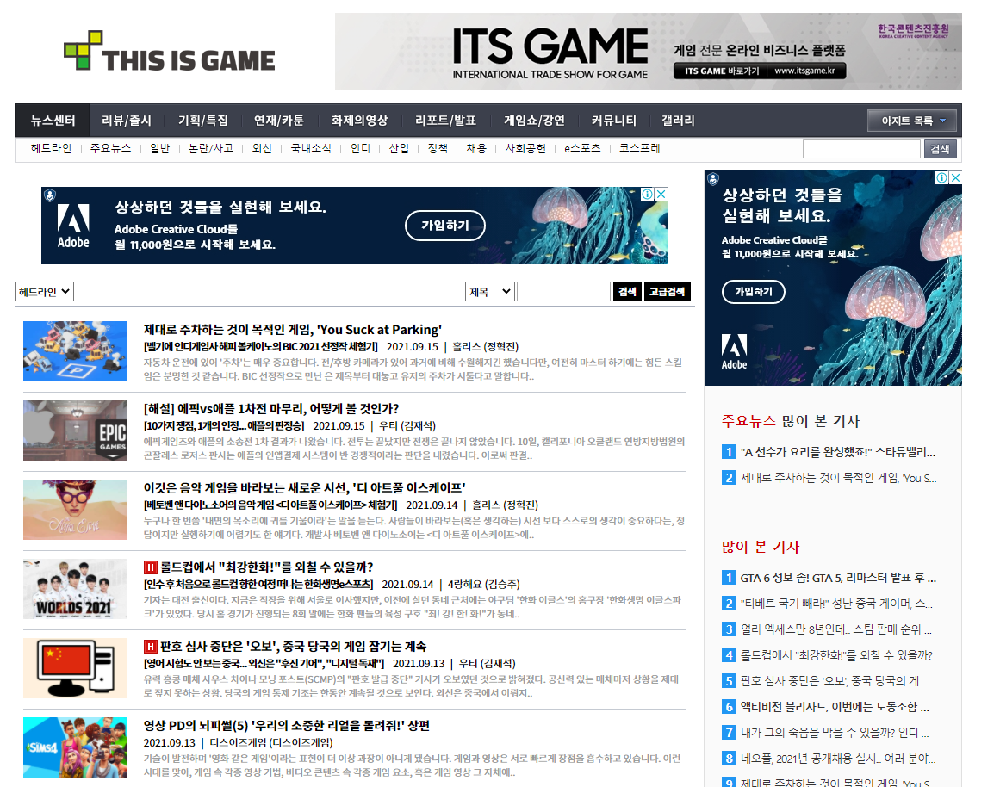 THIS IS GAME
ITS GAME
INTERNATIONAL TRADE SHOW FOR GAME
게임 전문 온라인 비즈니스 플랫폼
ITS GAME 바로가기 | www.itsgame.kr
한국콘텐츠진흥원
KOREA CREATIVE CONTENT AGENCY
뉴스센터 리뷰/출시 기획/특집 연재/카툰 화제의영상 리포트/발표 게임쇼/강연 커뮤니티 갤러리 아지트 목록
헤드라인 주요뉴스 일반 논란/사고 외신 국내소식 인디 산업 정책 채용 사회공헌 e스포츠 코스프레 검색
Adobe
상상하던 것들을 실현해 보세요.
Adobe Creative Cloud를
월 11,000원으로 시작해 보세요.
가입하기
헤드라인 제목 검색 고급검색
제대로 주차하는 것이 목적인 게임, 'You Suck at Parking'
[벨기에 인디게임사 해피 볼케이노의 BIC 2021 선정작 체험기] 2021.09.15 | 홀리스 (정혁진)
자동차 운전에 있어 '주차'는 매우 중요합니다. 전/후방 카메라가 있어 과거에 비해 수월해지긴 했습니다만, 여전히 마스터 하기에는 힘든 스킬
임은 분명한 것 같습니다. BIC 선정작으로 만난 은 제목부터 대놓고 유저의 주차가 서툴다고 말합니다..
EPIC
GAMES
[해설] 에픽vs애플 1차전 마무리, 어떻게 볼 것인가?
[10가지 쟁점, 1개의 인정... 애플의 판정승] 2021.09.15 | 우티 (김재석)
에픽게임즈와 애플의 소송전 1차 결과가 나왔습니다. 전투는 끝났지만 전쟁은 끝나지 않았습니다. 10일, 캘리포니아 오클랜드 연방지방법원의
곤잘레스 로저스 판사는 애플의 인앱결제 시스템이 반 경쟁적이라는 판단을 내렸습니다. 이로써 판결..
이것은 음악 게임을 바라보는 새로운 시선, '디 아트풀 이스케이프'
[베토벤 앤 다이노소어의 음악 게임 <디 아트풀 이스케이프> 체험기] 2021.09.14 | 홀리스 (정혁진)
누구나 한 번쯤 '내면의 목소리에 귀를 기울이라'는 말을 듣는다. 사람들이 바라보는(혹은 생각하는) 시선 보다 스스로의 생각이 중요하다는, 정
답이지만 실행하기에 어렵기도 한 얘기다. 개발사 베토벤 앤 다이노소어는 <디 아트풀 이스케이프>에..
WORLDS 2021
H 롤드컵에서 "최강한화!"를 외칠 수 있을까?
[인수 후 처음으로 롤드컵 향한 여정 떠나는 한화생명e스포츠] 2021.09.14 | 4랑해요 (김승주)
기자는 대전 출신이다. 지금은 직장을 위해 서울로 이사했지만, 이전에 살던 동네 근처에는 야구팀 '한화 이글스'의 홈구장 '한화생명 이글스파
크'가 있었다. 당시 홈 경기가 진행되는 8회 말에는 한화 팬들의 육성 구호 "최! 강! 한! 화!"가 동네..
H 판호 심사 중단은 '오보', 중국 당국의 게임 잡기는 계속
[영어 시험도 안 보는 중국... 외신은 "후진 기어", "디지털 독재"] 2021.09.13 | 우티 (김재석)
유력 홍콩 매체 사우스 차이나 모닝 포스트(SCMP)의 "판호 발급 중단" 기사가 오보였던 것으로 밝혀졌다. 공신력 있는 매체마저 상황을 제대
로 짚지 못하는 상황. 당국의 게임 통제 기조는 한동안 계속될 것으로 보인다. 외신은 중국에서 이뤄지..
SIMS4
영상 PD의 뇌피썰(5) '우리의 소중한 리얼을 돌려줘!' 상편
2021.09.13 | 디스이즈게임 (디스이즈게임)
기술이 발전하며 '영화 같은 게임'이라는 표현이 더 이상 과장이 아니게 됐습니다. 게임과 영상은 서로 빠르게 장점을 흡수하고 있습니다. 이런
시대를 맞아, 게임 속 각종 영상 기법, 비디오 콘텐츠 속 각종 게임 요소, 혹은 게임 영상 그 자체에..
상상하던 것들을
실현해 보세요.
Adobe Creative Cloud를
월 11,000원으로 시작해 보세요.
가입하기
Adobe
주요뉴스 많이 본 기사
1 "A 선수가 요리를 완성했죠!" 스타듀밸리...
2 제대로 주차하는 것이 목적인 게임, 'You S...
많이 본 기사
1 GTA 6 정보 좀! GTA 5, 리마스터 발표 후 ...
2 "티베트 국기 빼라!" 성난 중국 게이머, 스...
3 얼리 엑세스만 8년인데... 스팀 판매 순위 ...
4 롤드컵에서 "최강한화!"를 외칠 수 있을까?
5 판호 심사 중단은 '오보', 중국 당국의 게...
6 액티비전 블리자드, 이번에는 노동조합 ...
7 내가 그의 죽음을 막을 수 있을까? 인디 ...
8 네오플, 2021년 공개채용 실시... 여러 분야...
9 제대로 주차하는 것이 목적인 게임, 'You S...